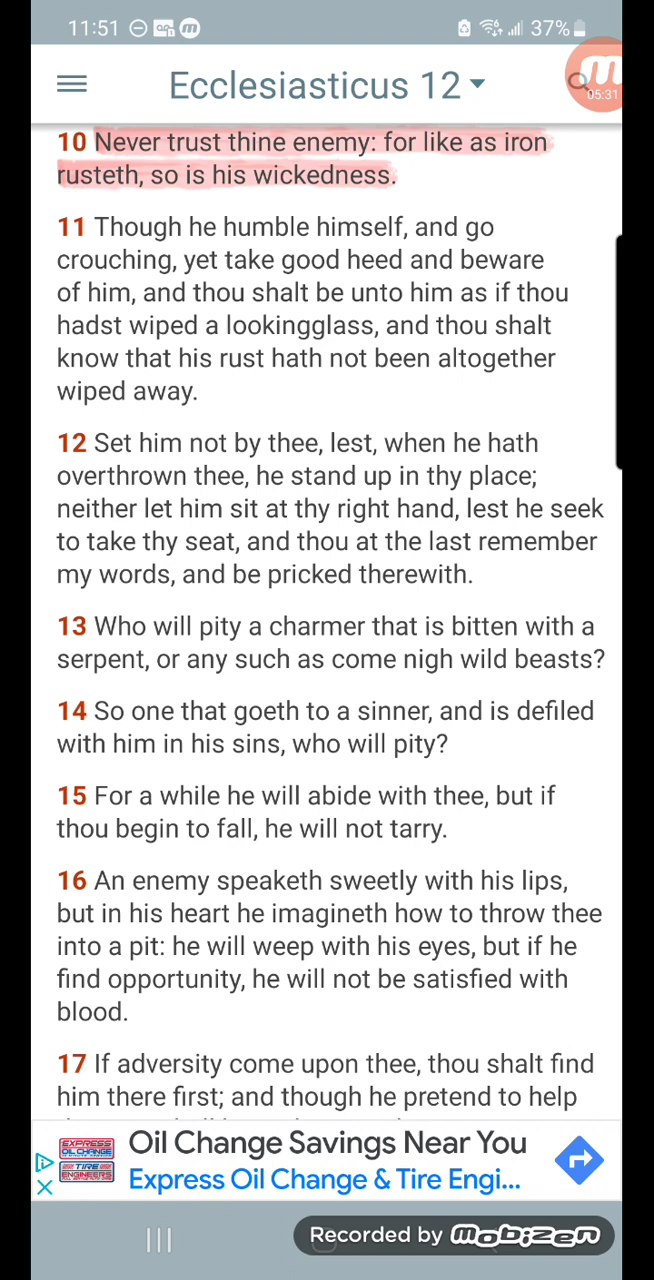 11:51 37%
Ecclesiasticus 12
05:31
10 Never trust thine enemy: for like as iron
rusteth, so is his wickedness.
11 Though he humble himself, and go
crouching, yet take good heed and beware
of him, and thou shalt be unto him as if thou
hadst wiped a lookingglass, and thou shalt
know that his rust hath not been altogether
wiped away.
12 Set him not by thee, lest, when he hath
overthrown thee, he stand up in thy place;
neither let him sit at thy right hand, lest he seek
to take thy seat, and thou at the last remember
my words, and be pricked therewith.
13 Who will pity a charmer that is bitten with a
serpent, or any such as come nigh wild beasts?
14 So one that goeth to a sinner, and is defiled
with him in his sins, who will pity?
15 For a while he will abide with thee, but if
thou begin to fall, he will not tarry.
16 An enemy speaketh sweetly with his lips,
but in his heart he imagineth how to throw thee
into a pit: he will weep with his eyes, but if he
find opportunity, he will not be satisfied with
blood.
17 If adversity come upon thee, thou shalt find
him there first; and though he pretend to help
EXPRESS
OIL CHANGE
TIRE
ENGINEERS
Oil Change Savings Near You
Express Oil Change & Tire Engi...
Recorded by mobizen